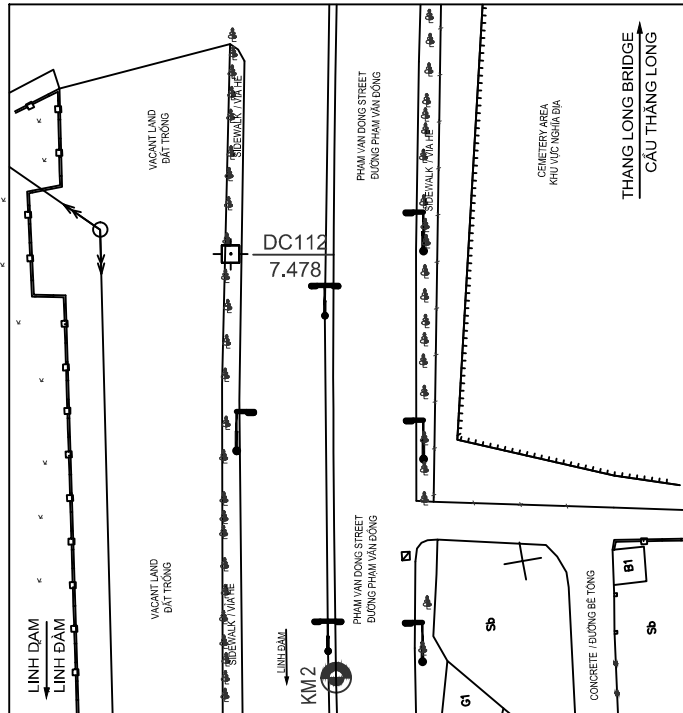 THANG LONG BRIDGE
CẦU THĂNG LONG
VACANT LAND
ĐẤT TRỐNG
SIDEWALK / VỈA HÈ
PHAM VAN DONG STREET
ĐƯỜNG PHẠM VĂN ĐỒNG
SIDEWALK / VỈA HÈ
CEMETERY AREA
KHU VỰC NGHĨA ĐỊA
DC112
7.478
VACANT LAND
ĐẤT TRỐNG
SIDEWALK / VỈA HÈ
PHAM VAN DONG STREET
ĐƯỜNG PHẠM VĂN ĐỒNG
LINH DAM
LINH ĐÀM
LINH ĐÀM
KM 2
Sb
G1
CONCRETE / ĐƯỜNG BÊ TÔNG
B1
Sb